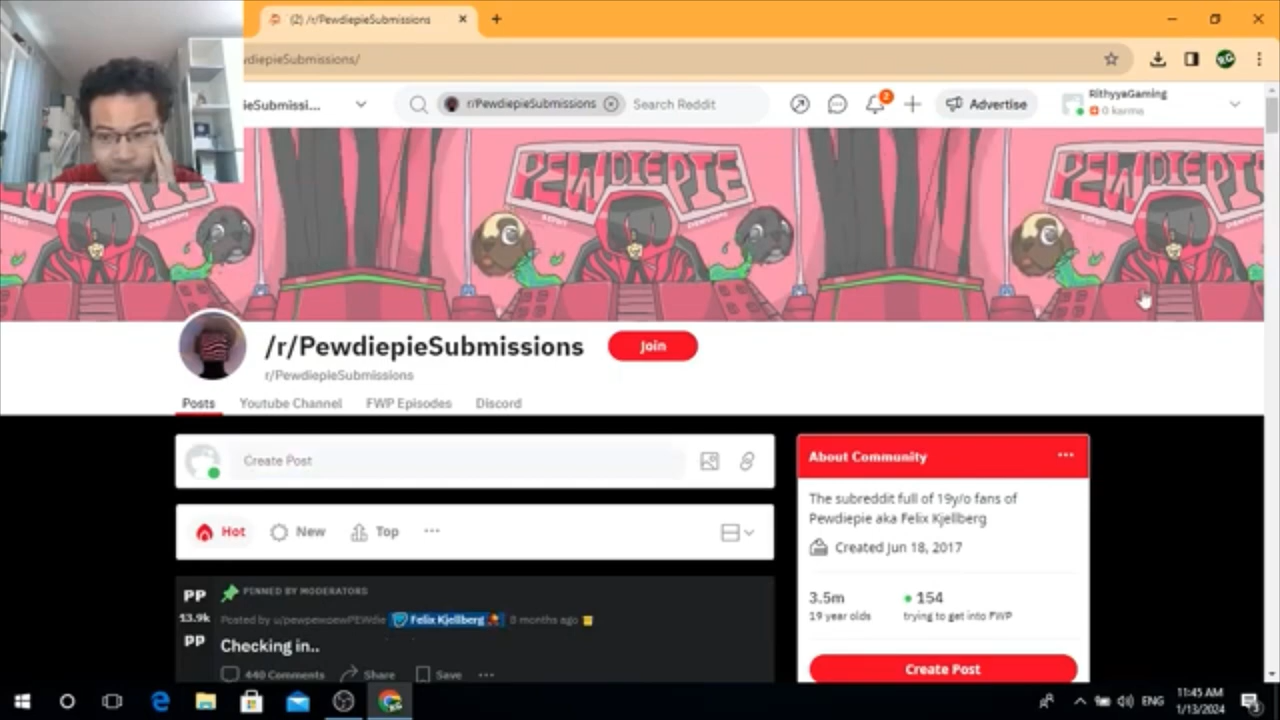 (2) /r/PewdiepieSubmissions
diepieSubmissions/
ieSubmissi...
r/PewdiepieSubmissions
Search Reddit
2
Advertise
RithyyaGaming
0 karma
PEWDIEPIE
PEWDIEPIE
/r/PewdiepieSubmissions
Join
r/PewdiepieSubmissions
Posts
Youtube Channel
FWP Episodes
Discord
Create Post
Hot
New
Top
...
About Community
...
The subreddit full of 19y/o fans of
Pewdiepie aka Felix Kjellberg
Created Jun 18, 2017
3.5m
154
19 year olds
trying to get into FWP
Create Post
PP
13.9k
PP
PINNED BY MODERATORS
Posted by u/pewpewpewPEWdie
Felix Kjellberg
8 months ago
Checking in..
440 Comments
Share
Save
...
RG
ENG
11:45 AM
1/13/2024